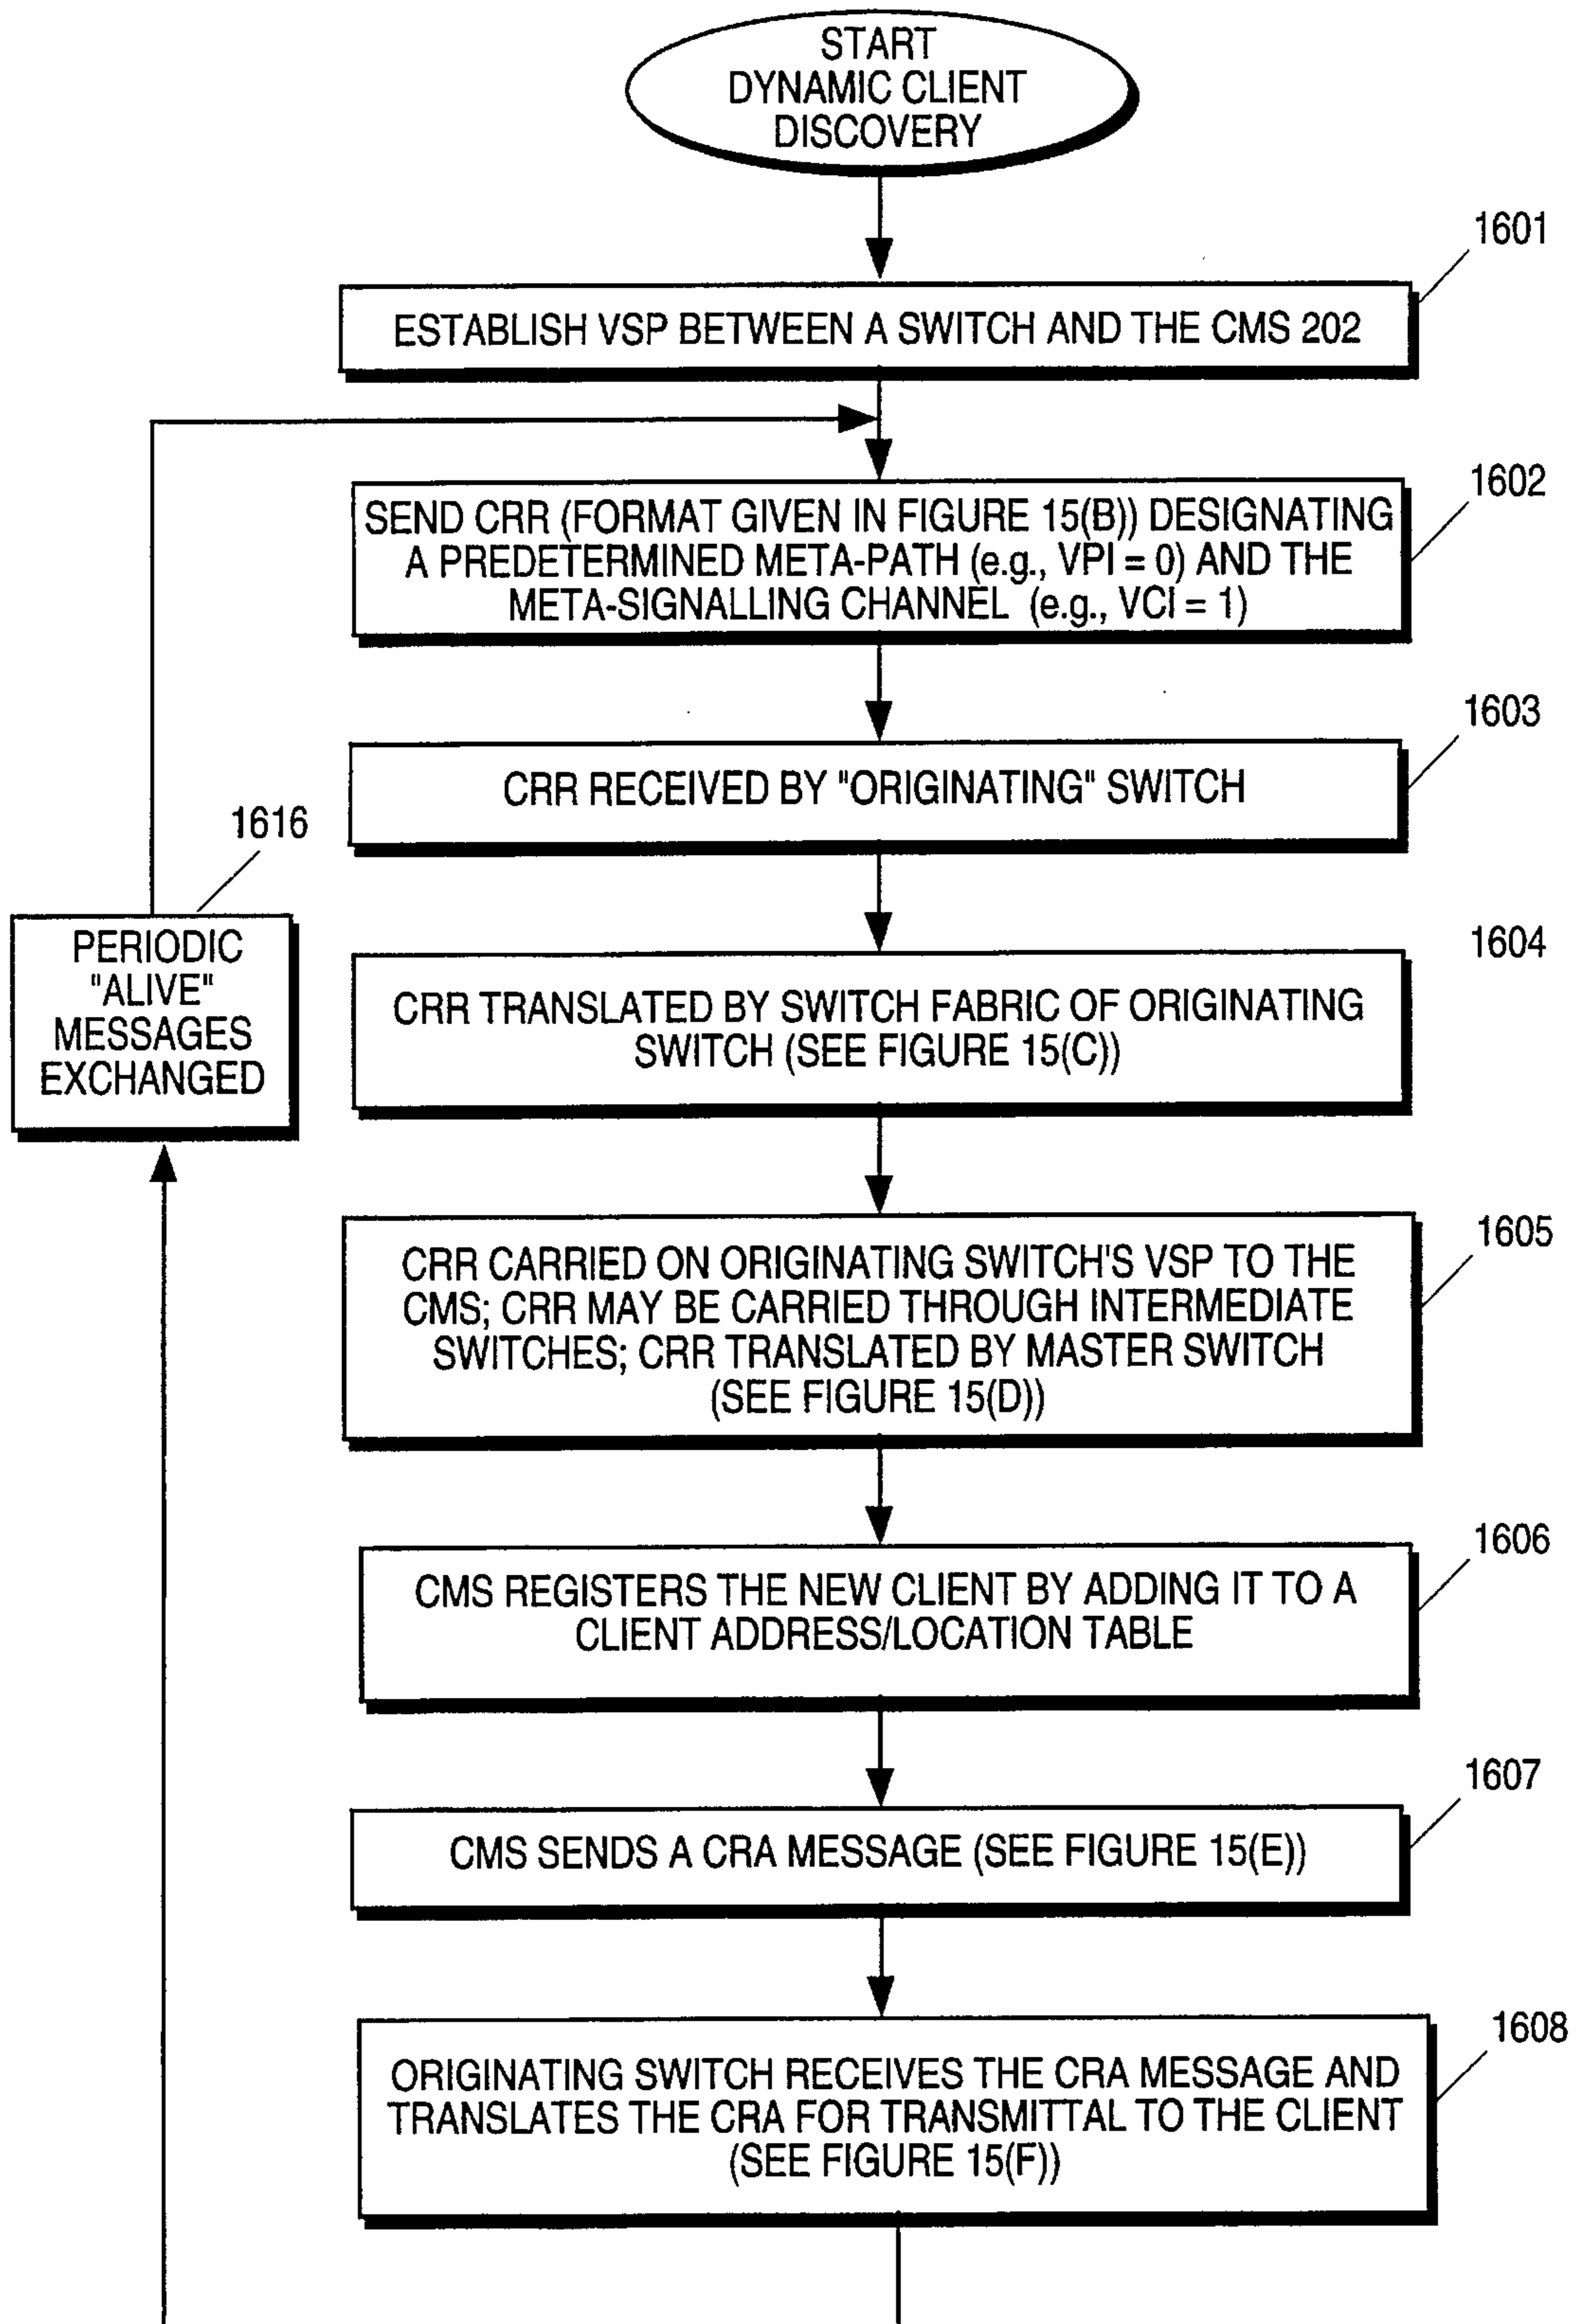 START
DYNAMIC CLIENT
DISCOVERY
1601
ESTABLISH VSP BETWEEN A SWITCH AND THE CMS 202
1602
SEND CRR (FORMAT GIVEN IN FIGURE 15(B)) DESIGNATING
A PREDETERMINED META-PATH (e.g., VPI = 0) AND THE
META-SIGNALLING CHANNEL (e.g., VCI = 1)
1603
CRR RECEIVED BY "ORIGINATING" SWITCH
1616
PERIODIC
"ALIVE"
MESSAGES
EXCHANGED
1604
CRR TRANSLATED BY SWITCH FABRIC OF ORIGINATING
SWITCH (SEE FIGURE 15(C))
1605
CRR CARRIED ON ORIGINATING SWITCH'S VSP TO THE
CMS; CRR MAY BE CARRIED THROUGH INTERMEDIATE
SWITCHES; CRR TRANSLATED BY MASTER SWITCH
(SEE FIGURE 15(D))
1606
CMS REGISTERS THE NEW CLIENT BY ADDING IT TO A
CLIENT ADDRESS/LOCATION TABLE
1607
CMS SENDS A CRA MESSAGE (SEE FIGURE 15(E))
1608
ORIGINATING SWITCH RECEIVES THE CRA MESSAGE AND
TRANSLATES THE CRA FOR TRANSMITTAL TO THE CLIENT
(SEE FIGURE 15(F))